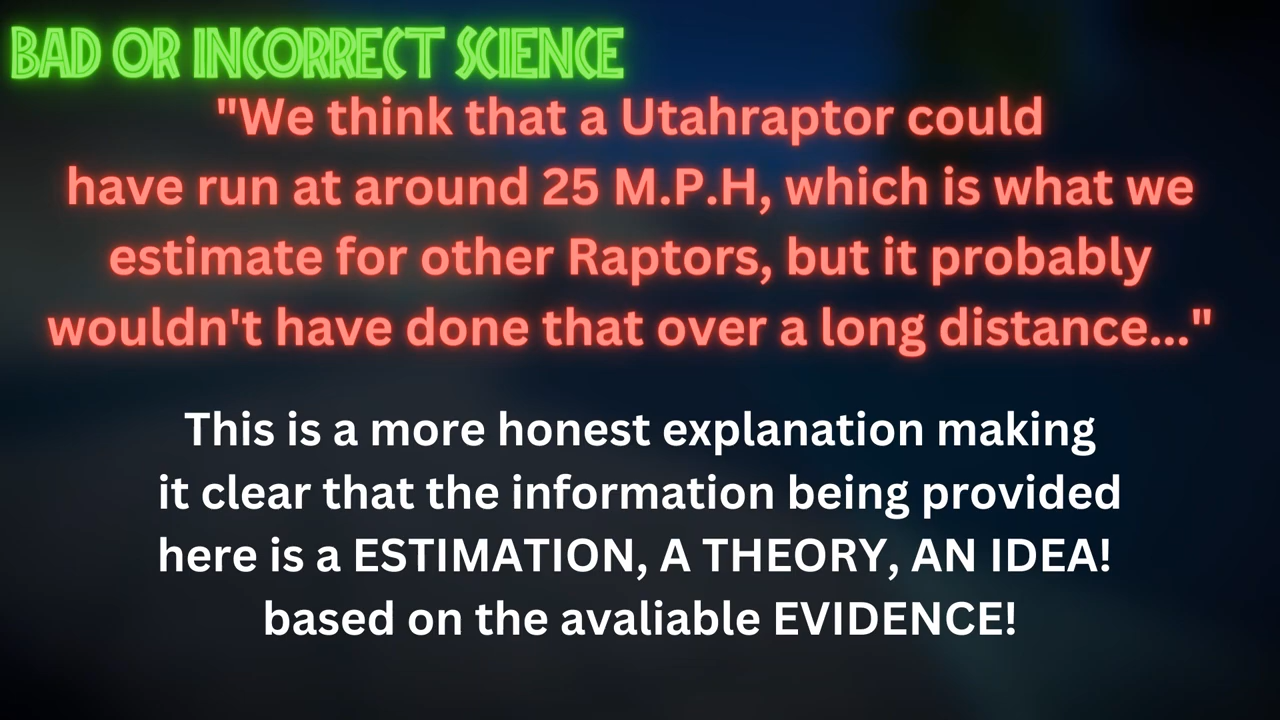 BAD OR INCORRECT SCIENCE
"We think that a Utahraptor could
have run at around 25 M.P.H, which is what we
estimate for other Raptors, but it probably
wouldn't have done that over a long distance..."
This is a more honest explanation making
it clear that the information being provided
here is a ESTIMATION, A THEORY, AN IDEA!
based on the avaliable EVIDENCE!